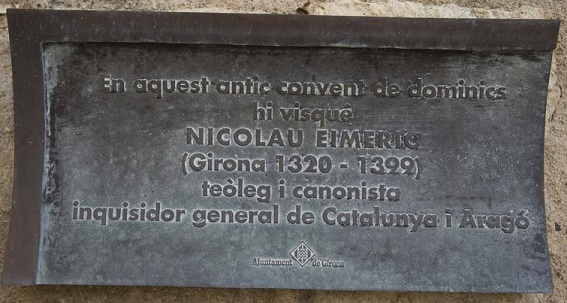 En aquest antic convent de dominics
hi visqué
NICOLAU EIMERIC
(Girona 1320 - 1399)
teòleg i canonista
inquisidor general de Catalunya i Aragó
Ajuntament de Girona